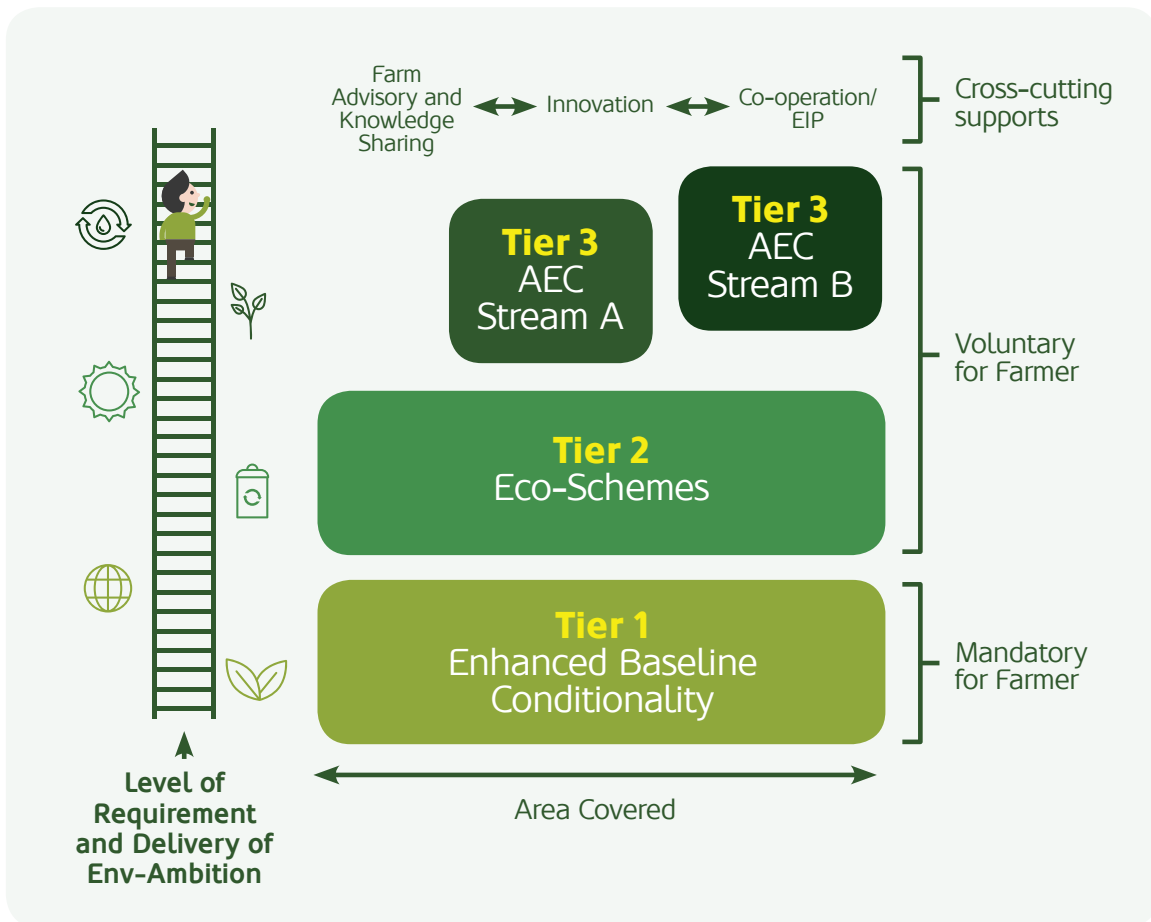 Farm
Advisory and
Knowledge
Sharing
Innovation
Co-operation/
EIP
Cross-cutting
supports
Tier 3
AEC
Stream A
Tier 3
AEC
Stream B
Voluntary
for Farmer
Tier 2
Eco-Schemes
Tier 1
Enhanced Baseline
Conditionality
Mandatory
for Farmer
Area Covered
Level of
Requirement
and Delivery of
Env-Ambition